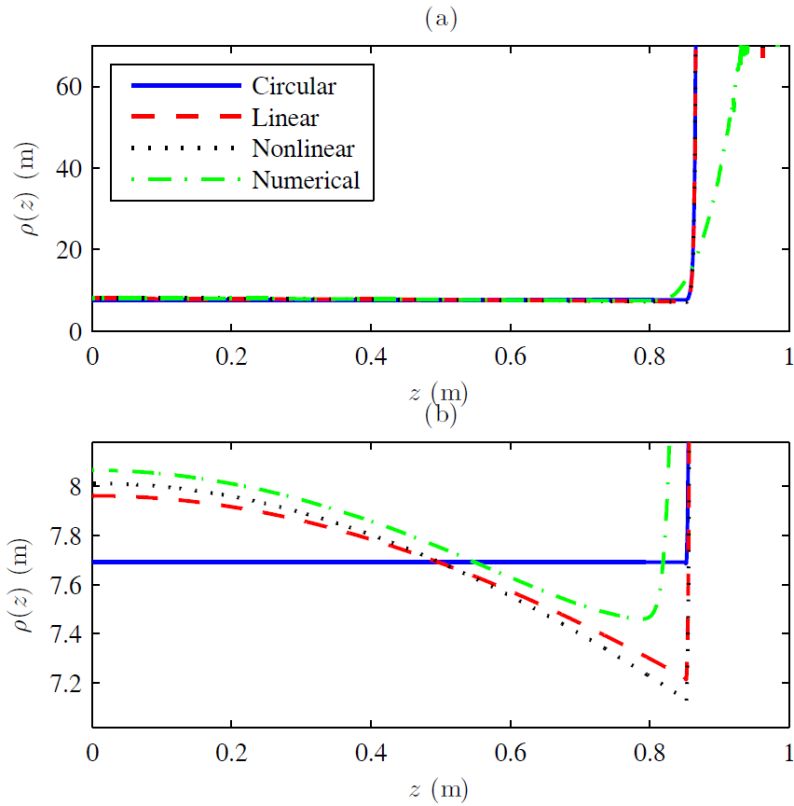 (a)
ρ(z) (m)
60
40
20
0
Circular
Linear
Nonlinear
Numerical
0 0.2 0.4 0.6 0.8 1
z (m)
(b)
ρ(z) (m)
8
7.8
7.6
7.4
7.2
0 0.2 0.4 0.6 0.8 1
z (m)